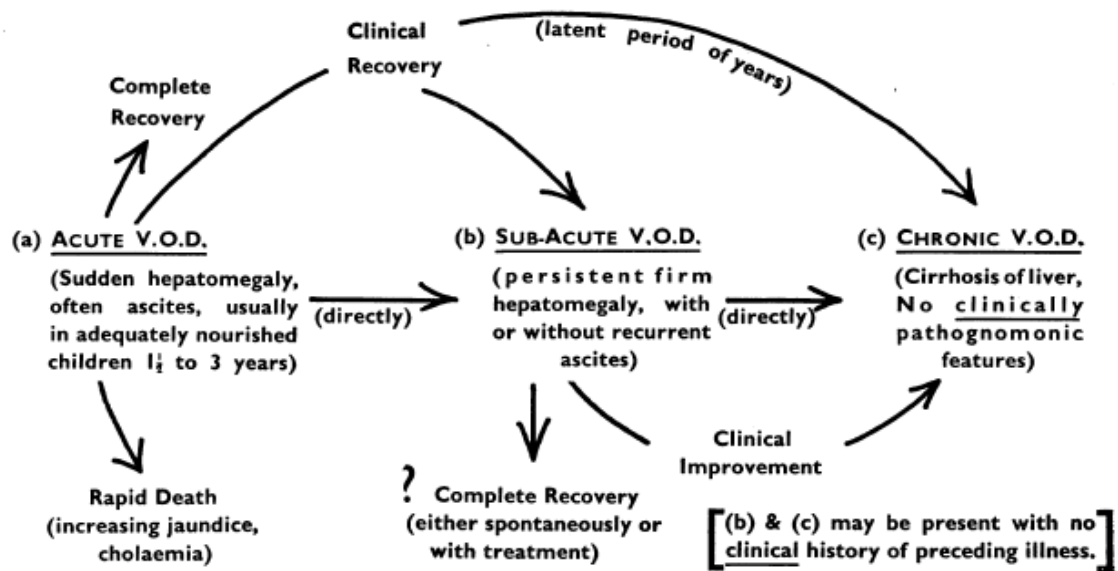 Clinical
Recovery
(latent period of years)
Complete
Recovery
(a) ACUTE V.O.D.
(Sudden hepatomegaly,
often ascites, usually
in adequately nourished
children 1½ to 3 years)
(directly)
(b) SUB-ACUTE V.O.D.
(persistent firm
hepatomegaly, with
or without recurrent
ascites)
(directly)
(c) CHRONIC V.O.D.
(Cirrhosis of liver,
No clinically
pathognomonic
features)
Rapid Death
(increasing jaundice,
cholaemia)
? Complete Recovery
(either spontaneously or
with treatment)
Clinical
Improvement
[(b) & (c) may be present with no
clinical history of preceding illness.]